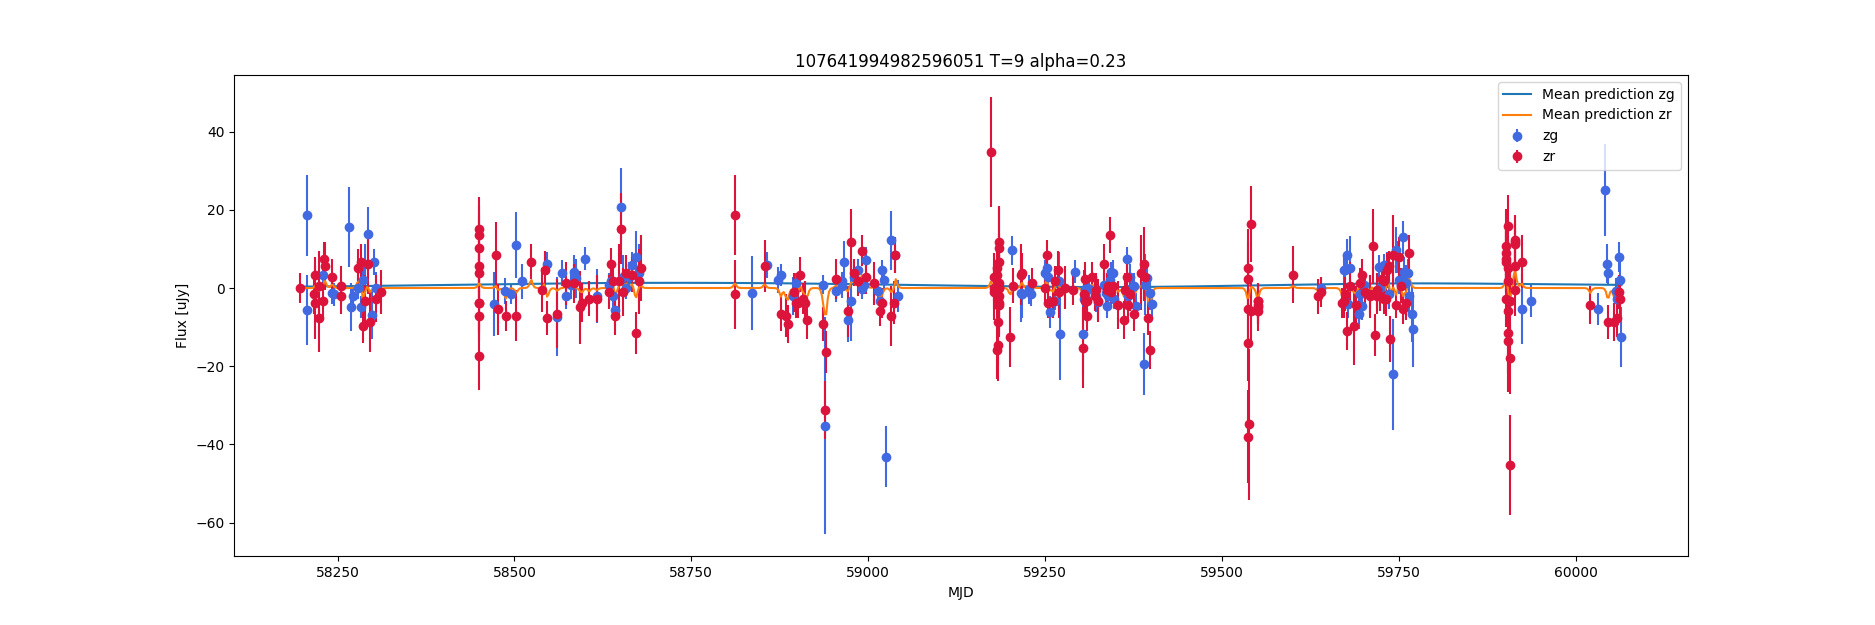 107641994982596051 T=9 alpha=0.23
Mean prediction zg
Mean prediction zr
zg
zr
Flux [uJy]
40
20
0
−20
−40
−60
58250 58500 58750 59000 59250 59500 59750 60000
MJD